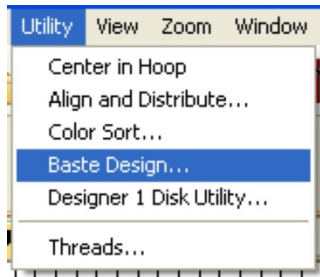 Utility View Zoom Window
Center in Hoop
Align and Distribute...
Color Sort...
Baste Design...
Designer 1 Disk Utility...
Threads...